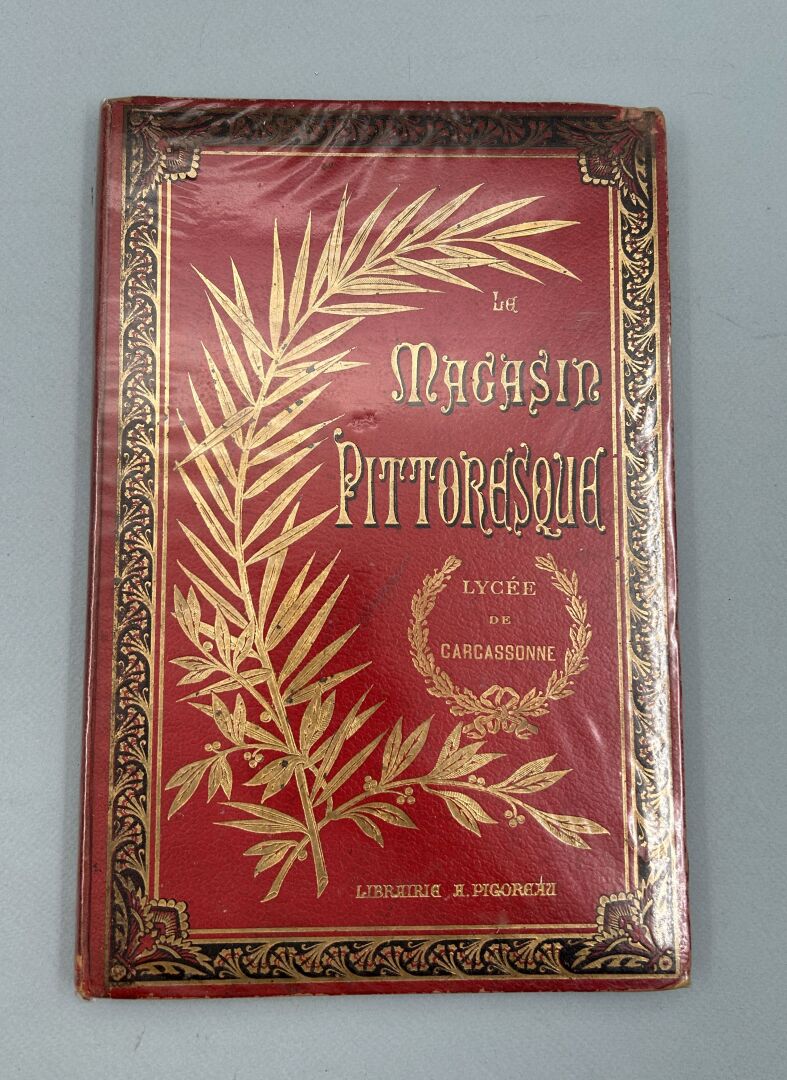 LE
MAGASIN
PITTORESQUE
LYCÉE
DE
CARCASSONNE
LIBRAIRIE A. PIGOREAU